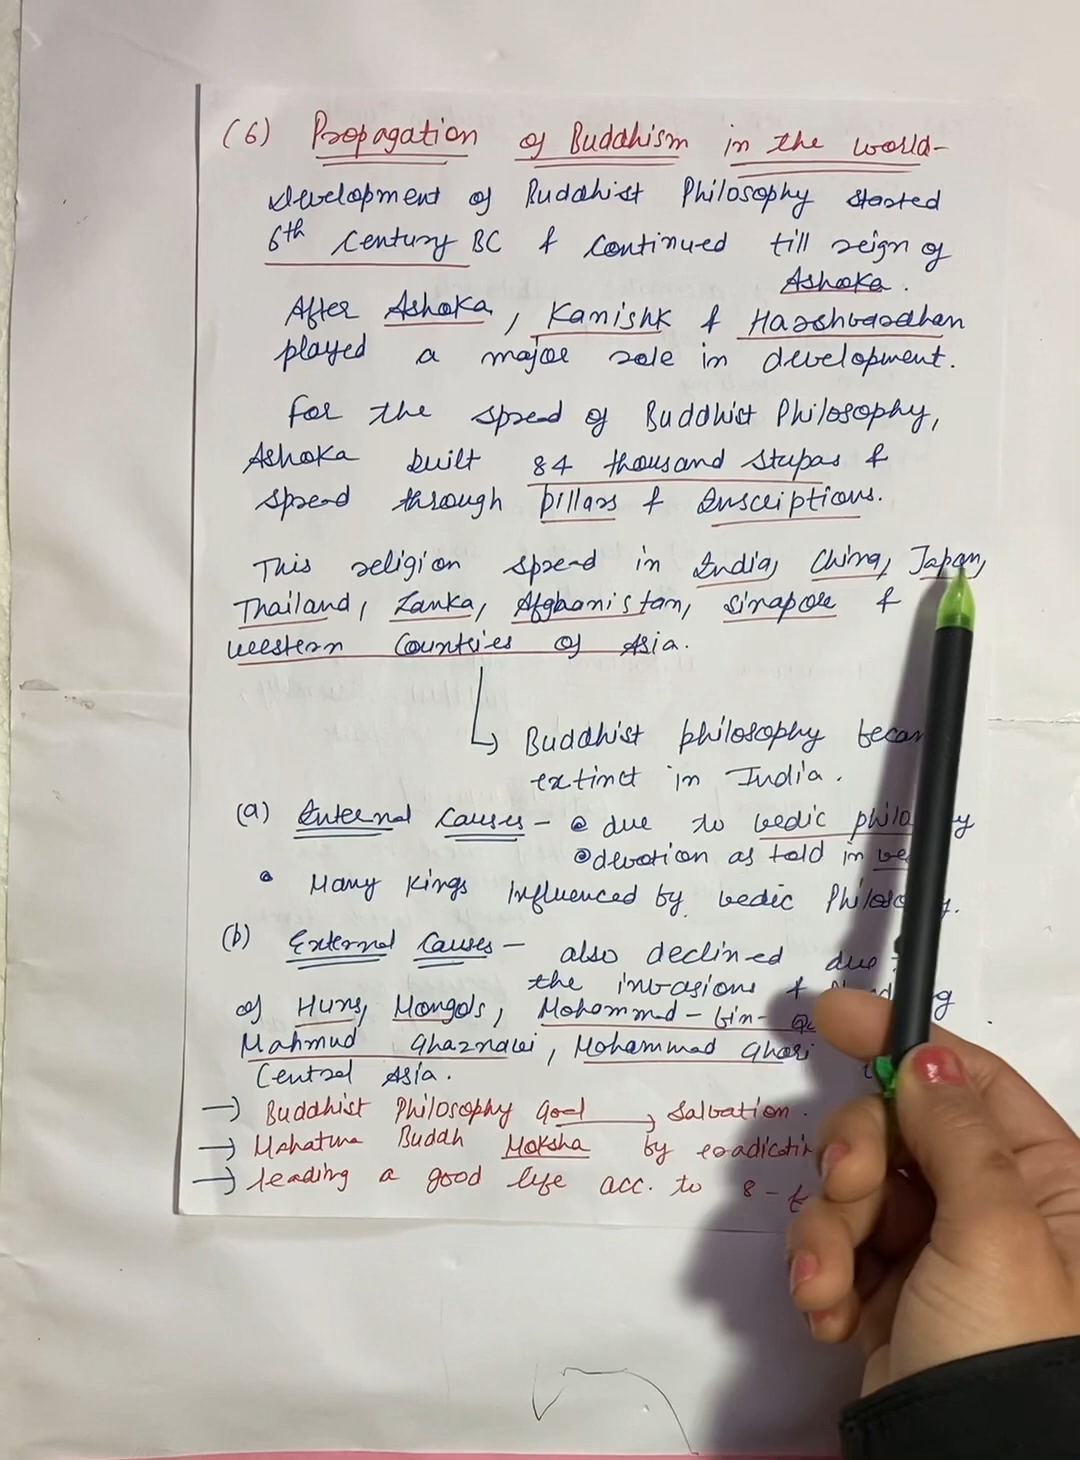 (6) Propagation of Buddhism in the world-
development of Buddhist Philosophy started
6th Century BC & continued till reign of
Ashoka.
After Ashoka, Kanishk & Harshvardhan
played a major role in development.
For the spread of Buddhist Philosophy,
Ashoka built 84 thousand stupas &
spread through pillars & Inscriptions.
This religion spread in India, China, Japan,
Thailand, Lanka, Afghanistan, Sinapore &
western Countries of Asia.
↳ Buddhist philosophy
extinct in India.
(a) Internal Causes - due to vedic
devotion as told in
• Many Kings Influenced by vedic
(b) External Causes - also declined due
the invasions &
of Huns, Mongols, Mohommad-bin-
Mahmud Ghaznavi, Mohammad Ghori
Central Asia.
→ Buddhist Philosophy Goal → Salvation.
→ Mahatma Buddh Moksha by
→ leading a good life acc. to 8-